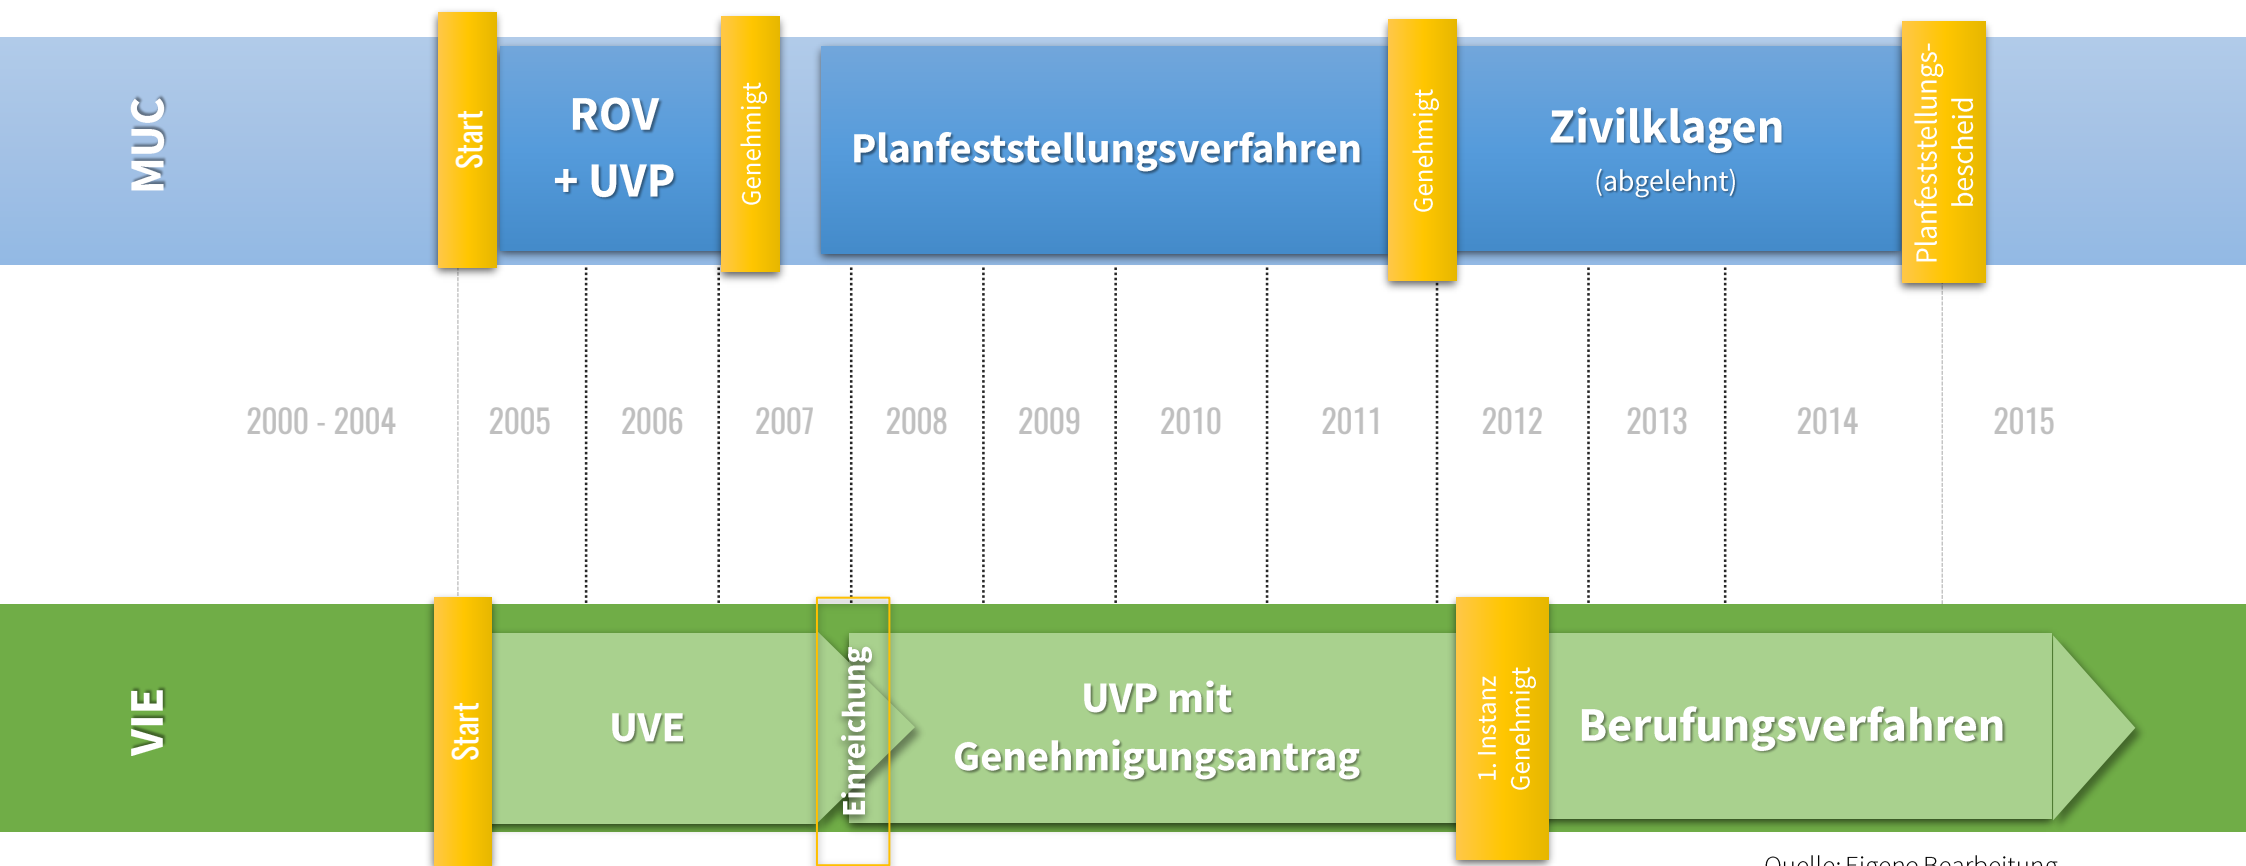 MUC
Start
ROV
+ UVP
Genehmigt
Planfeststellungsverfahren
Genehmigt
Zivilklagen
(abgelehnt)
Planfeststellungs-
bescheid
2000 - 2004
2005
2006
2007
2008
2009
2010
2011
2012
2013
2014
2015
VIE
Start
UVE
Einreichung
UVP mit
Genehmigungsantrag
1. Instanz
Genehmigt
Berufungsverfahren
Quelle: Eigene Bearbeitung